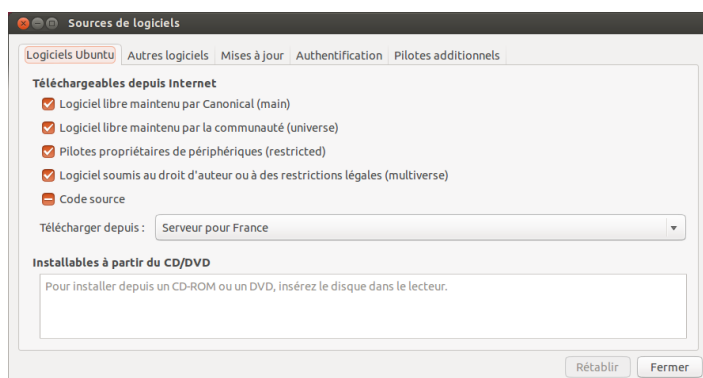 Sources de logiciels
Logiciels Ubuntu Autres logiciels Mises à jour Authentification Pilotes additionnels
Téléchargeables depuis Internet
Logiciel libre maintenu par Canonical (main)
Logiciel libre maintenu par la communauté (universe)
Pilotes propriétaires de périphériques (restricted)
Logiciel soumis au droit d'auteur ou à des restrictions légales (multiverse)
Code source
Télécharger depuis : Serveur pour France
Installables à partir du CD/DVD
Pour installer depuis un CD-ROM ou un DVD, insérez le disque dans le lecteur.
Rétablir Fermer